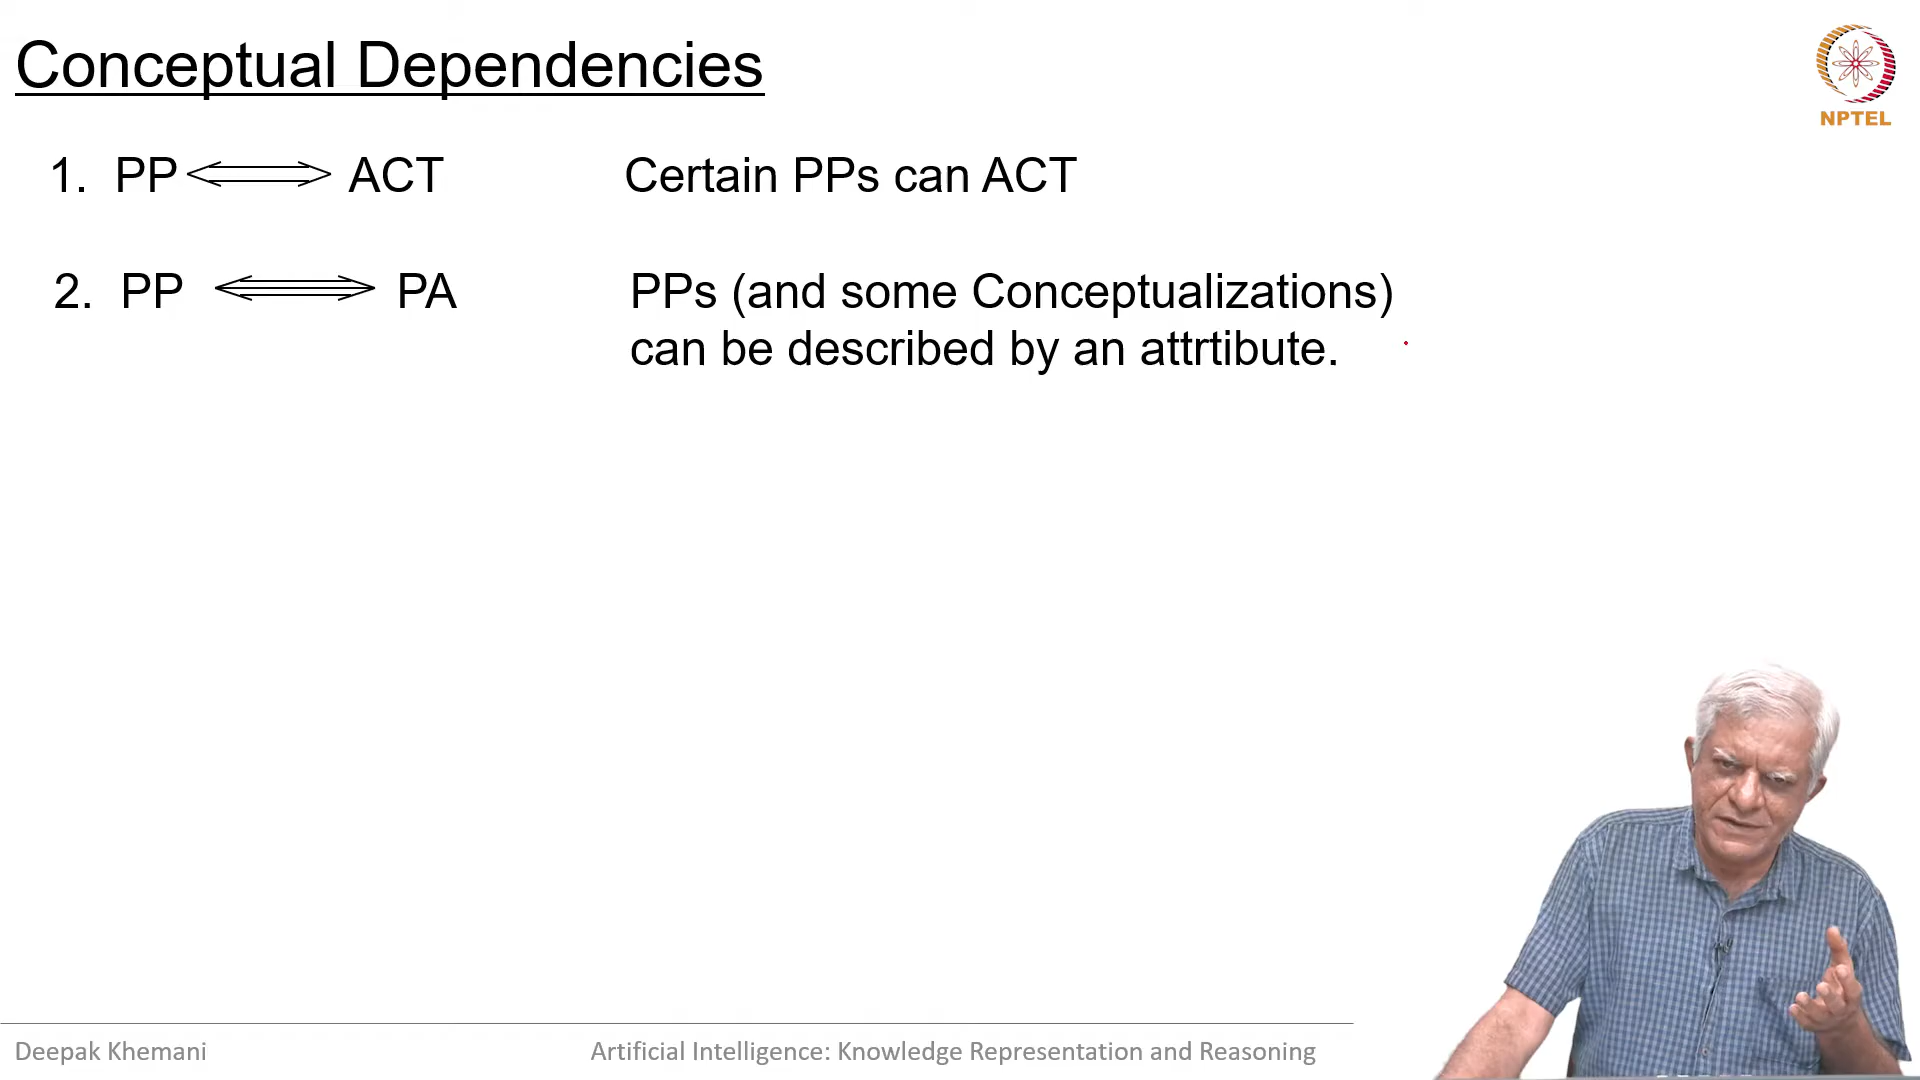 Conceptual Dependencies
NPTEL
1. PP ACT Certain PPs can ACT
2. PP PA PPs (and some Conceptualizations)
can be described by an attrtibute.
Deepak Khemani Artificial Intelligence: Knowledge Representation and Reasoning